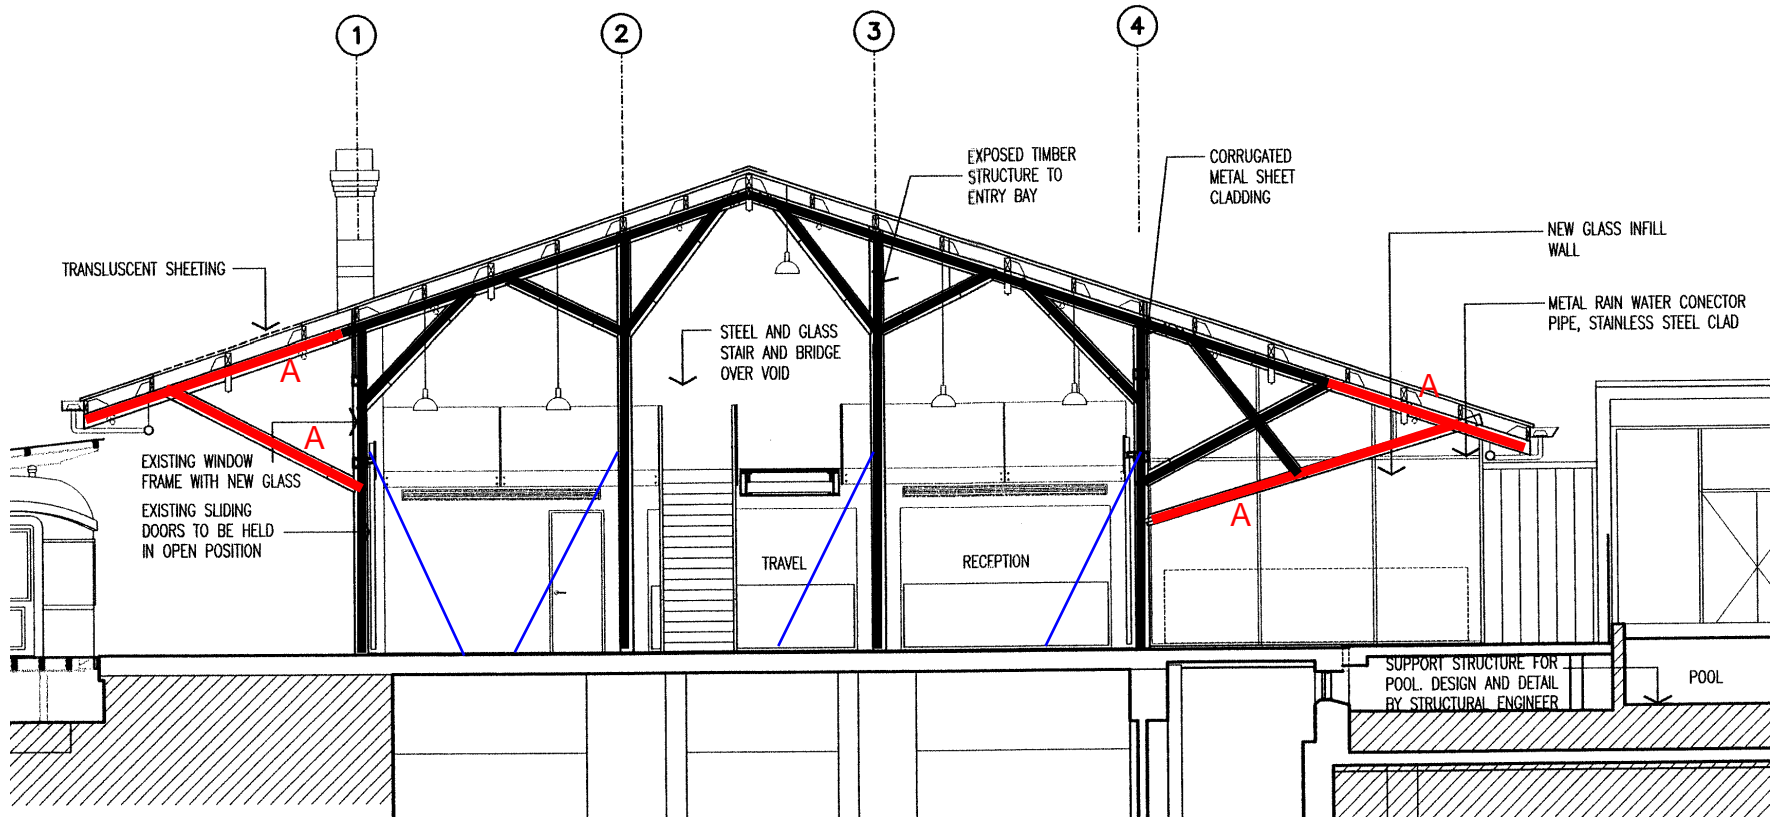 1
2
3
4
EXPOSED TIMBER
STRUCTURE TO
ENTRY BAY
CORRUGATED
METAL SHEET
CLADDING
NEW GLASS INFILL
WALL
TRANSLUSCENT SHEETING
METAL RAIN WATER CONECTOR
PIPE, STAINLESS STEEL CLAD
STEEL AND GLASS
STAIR AND BRIDGE
OVER VOID
A
A
A
A
EXISTING WINDOW
FRAME WITH NEW GLASS
EXISTING SLIDING
DOORS TO BE HELD
IN OPEN POSITION
TRAVEL
RECEPTION
SUPPORT STRUCTURE FOR
POOL. DESIGN AND DETAIL
BY STRUCTURAL ENGINEER
POOL